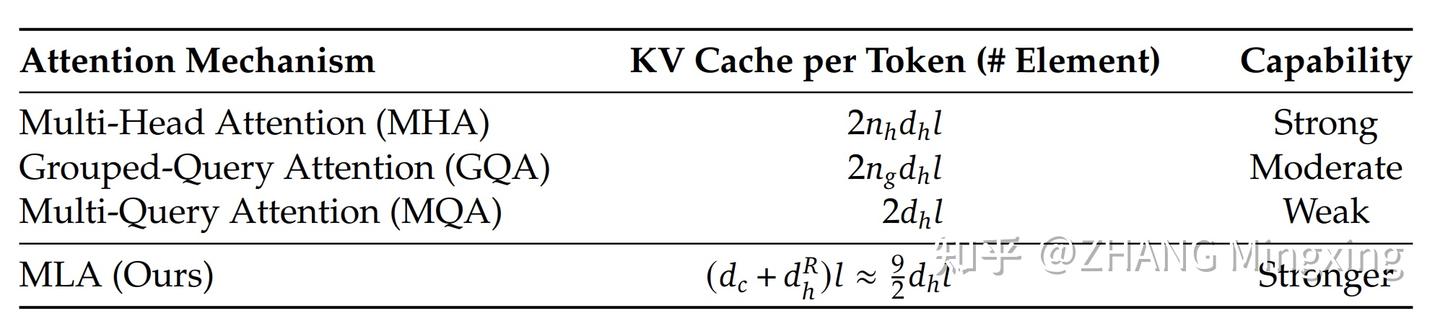 Attention Mechanism KV Cache per Token (# Element) Capability
Multi-Head Attention (MHA) 2n_h d_h l Strong
Grouped-Query Attention (GQA) 2n_g d_h l Moderate
Multi-Query Attention (MQA) 2d_h l Weak
MLA (Ours) (d_c + d_h^R)l ≈ 9/2 d_h l Stronger
知乎 @ZHANG Mingxing